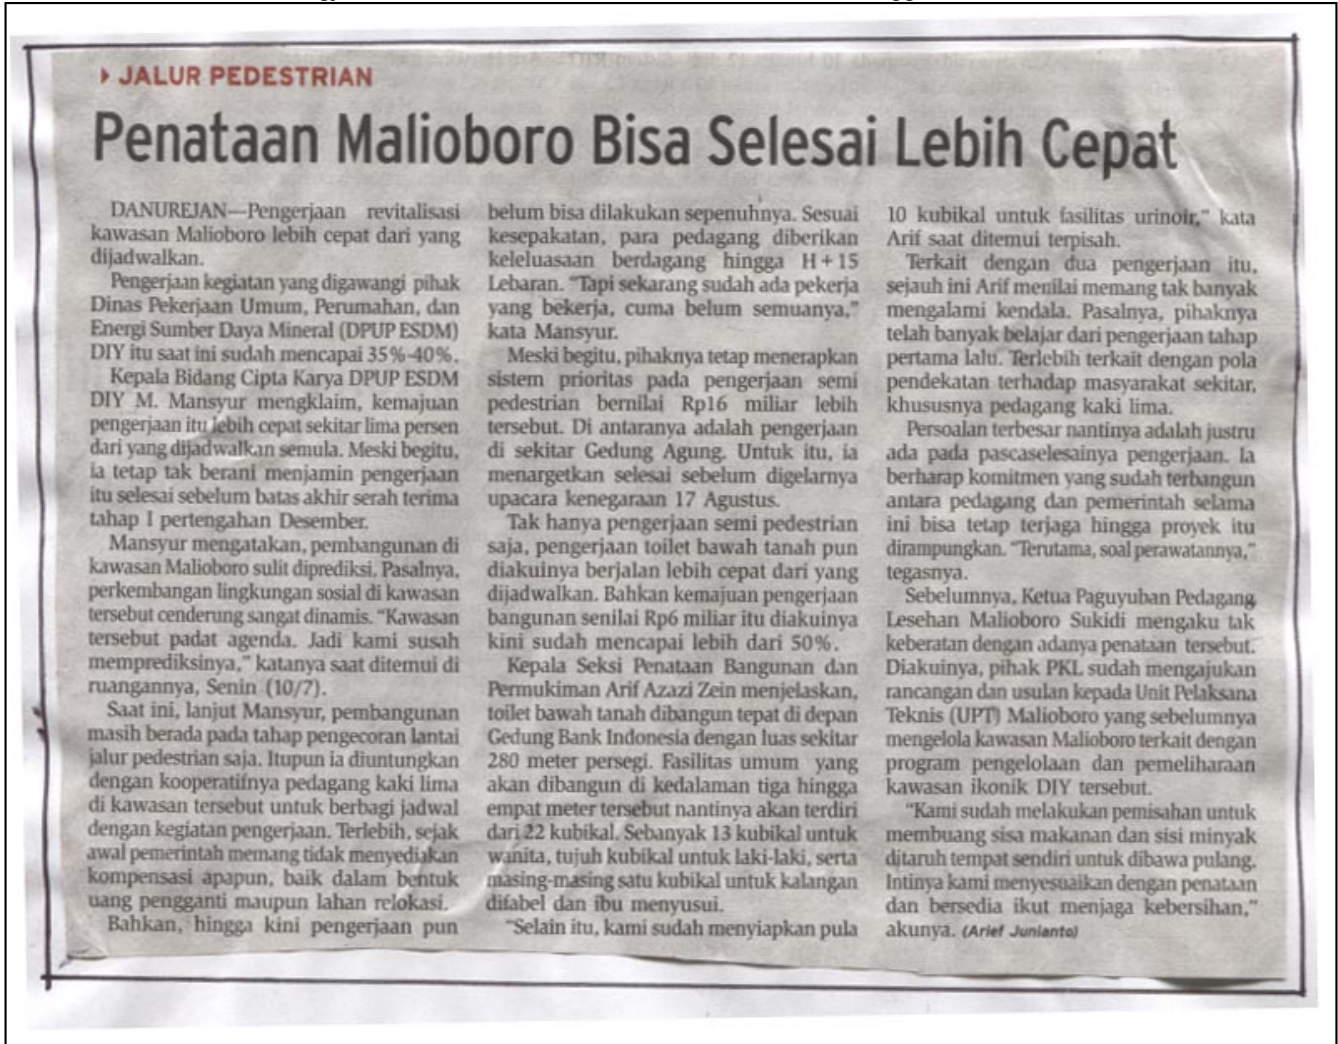 JALUR PEDESTRIAN
Penataan Malioboro Bisa Selesai Lebih Cepat
DANUREJAN—Pengerjaan revitalisasi
kawasan Malioboro lebih cepat dari yang
dijadwalkan.
Pengerjaan kegiatan yang digawangi pihak
Dinas Pekerjaan Umum, Perumahan, dan
Energi Sumber Daya Mineral (DPUP ESDM)
DIY itu saat ini sudah mencapai 35%-40%.
Kepala Bidang Cipta Karya DPUP ESDM
DIY M. Mansyur mengklaim, kemajuan
pengerjaan itu lebih cepat sekitar lima persen
dari yang dijadwalkan semula. Meski begitu,
ia tetap tak berani menjamin pengerjaan
itu selesai sebelum batas akhir serah terima
tahap I pertengahan Desember.
Mansyur mengatakan, pembangunan di
kawasan Malioboro sulit diprediksi. Pasalnya,
perkembangan lingkungan sosial di kawasan
tersebut cenderung sangat dinamis. "Kawasan
tersebut padat agenda. Jadi kami susah
memprediksinya," katanya saat ditemui di
ruangannya, Senin (10/7).
Saat ini, lanjut Mansyur, pembangunan
masih berada pada tahap pengecoran lantai
jalur pedestrian saja. Itupun ia diuntungkan
dengan kooperatifnya pedagang kaki lima
di kawasan tersebut untuk berbagi jadwal
dengan kegiatan pengerjaan. Terlebih, sejak
awal pemerintah memang tidak menyediakan
kompensasi apapun, baik dalam bentuk
uang pengganti maupun lahan relokasi.
Bahkan, hingga kini pengerjaan pun
belum bisa dilakukan sepenuhnya. Sesuai
kesepakatan, para pedagang diberikan
keleluasaan berdagang hingga H+15
Lebaran. "Tapi sekarang sudah ada pekerja
yang bekerja, cuma belum semuanya,"
kata Mansyur.
Meski begitu, pihaknya tetap menerapkan
sistem prioritas pada pengerjaan semi
pedestrian bernilai Rp16 miliar lebih
tersebut. Di antaranya adalah pengerjaan
di sekitar Gedung Agung. Untuk itu, ia
menargetkan selesai sebelum digelarnya
upacara kenegaraan 17 Agustus.
Tak hanya pengerjaan semi pedestrian
saja, pengerjaan toilet bawah tanah pun
diakuinya berjalan lebih cepat dari yang
dijadwalkan. Bahkan kemajuan pengerjaan
bangunan senilai Rp6 miliar itu diakuinya
kini sudah mencapai lebih dari 50%.
Kepala Seksi Penataan Bangunan dan
Permukiman Arif Azazi Zein menjelaskan,
toilet bawah tanah dibangun tepat di depan
Gedung Bank Indonesia dengan luas sekitar
280 meter persegi. Fasilitas umum yang
akan dibangun di kedalaman tiga hingga
empat meter tersebut nantinya akan terdiri
dari 22 kubikal. Sebanyak 13 kubikal untuk
wanita, tujuh kubikal untuk laki-laki, serta
masing-masing satu kubikal untuk kalangan
difabel dan ibu menyusui.
"Selain itu, kami sudah menyiapkan pula
10 kubikal untuk fasilitas urinoir," kata
Arif saat ditemui terpisah.
Terkait dengan dua pengerjaan itu,
sejauh ini Arif menilai memang tak banyak
mengalami kendala. Pasalnya, pihaknya
telah banyak belajar dari pengerjaan tahap
pertama lalu. Terlebih terkait dengan pola
pendekatan terhadap masyarakat sekitar,
khususnya pedagang kaki lima.
Persoalan terbesar nantinya adalah justru
ada pada pascaselesainya pengerjaan. Ia
berharap komitmen yang sudah terbangun
antara pedagang dan pemerintah selama
ini bisa tetap terjaga hingga proyek itu
dirampungkan. "Terutama, soal perawatannya,"
tegasnya.
Sebelumnya, Ketua Paguyuban Pedagang
Lesehan Malioboro Sukidi mengaku tak
keberatan dengan adanya penataan tersebut.
Diakuinya, pihak PKL sudah mengajukan
rancangan dan usulan kepada Unit Pelaksana
Teknis (UPT) Malioboro yang sebelumnya
mengelola kawasan Malioboro terkait dengan
program pengelolaan dan pemeliharaan
kawasan ikonik DIY tersebut.
"Kami sudah melakukan pemisahan untuk
membuang sisa makanan dan sisi minyak
ditaruh tempat sendiri untuk dibawa pulang.
Intinya kami menyesuaikan dengan penataan
dan bersedia ikut menjaga kebersihan,"
akunya. (Arief Junianto)